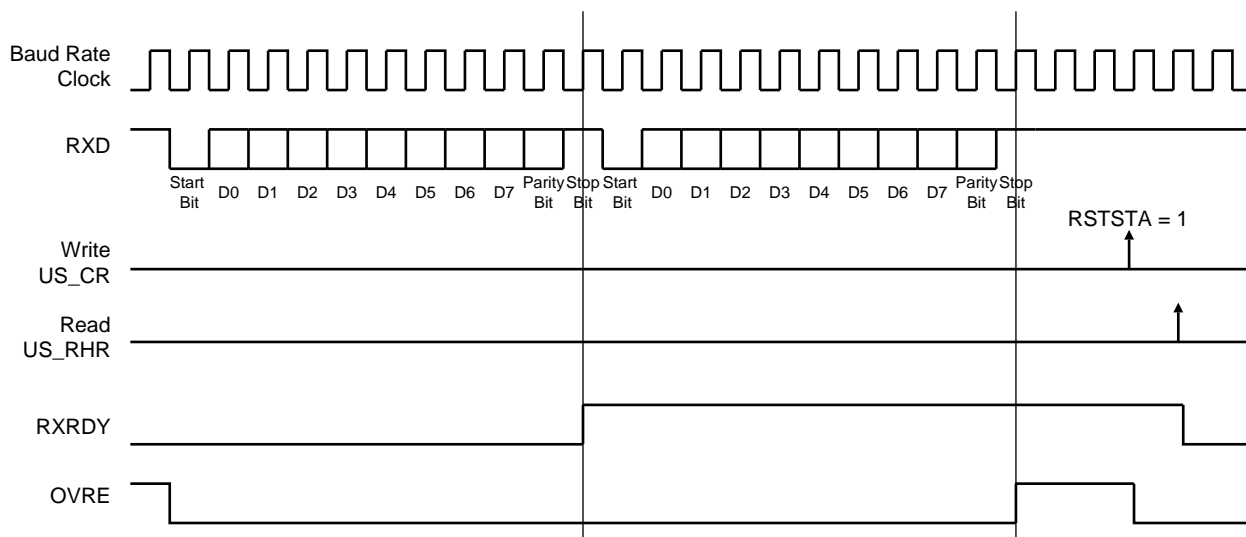 Baud Rate
Clock
RXD
Start
Bit
D0
D1
D2
D3
D4
D5
D6
D7
Parity
Bit
Stop
Bit
Start
Bit
D0
D1
D2
D3
D4
D5
D6
D7
Parity
Bit
Stop
Bit
RSTSTA = 1
Write
US_CR
Read
US_RHR
RXRDY
OVRE